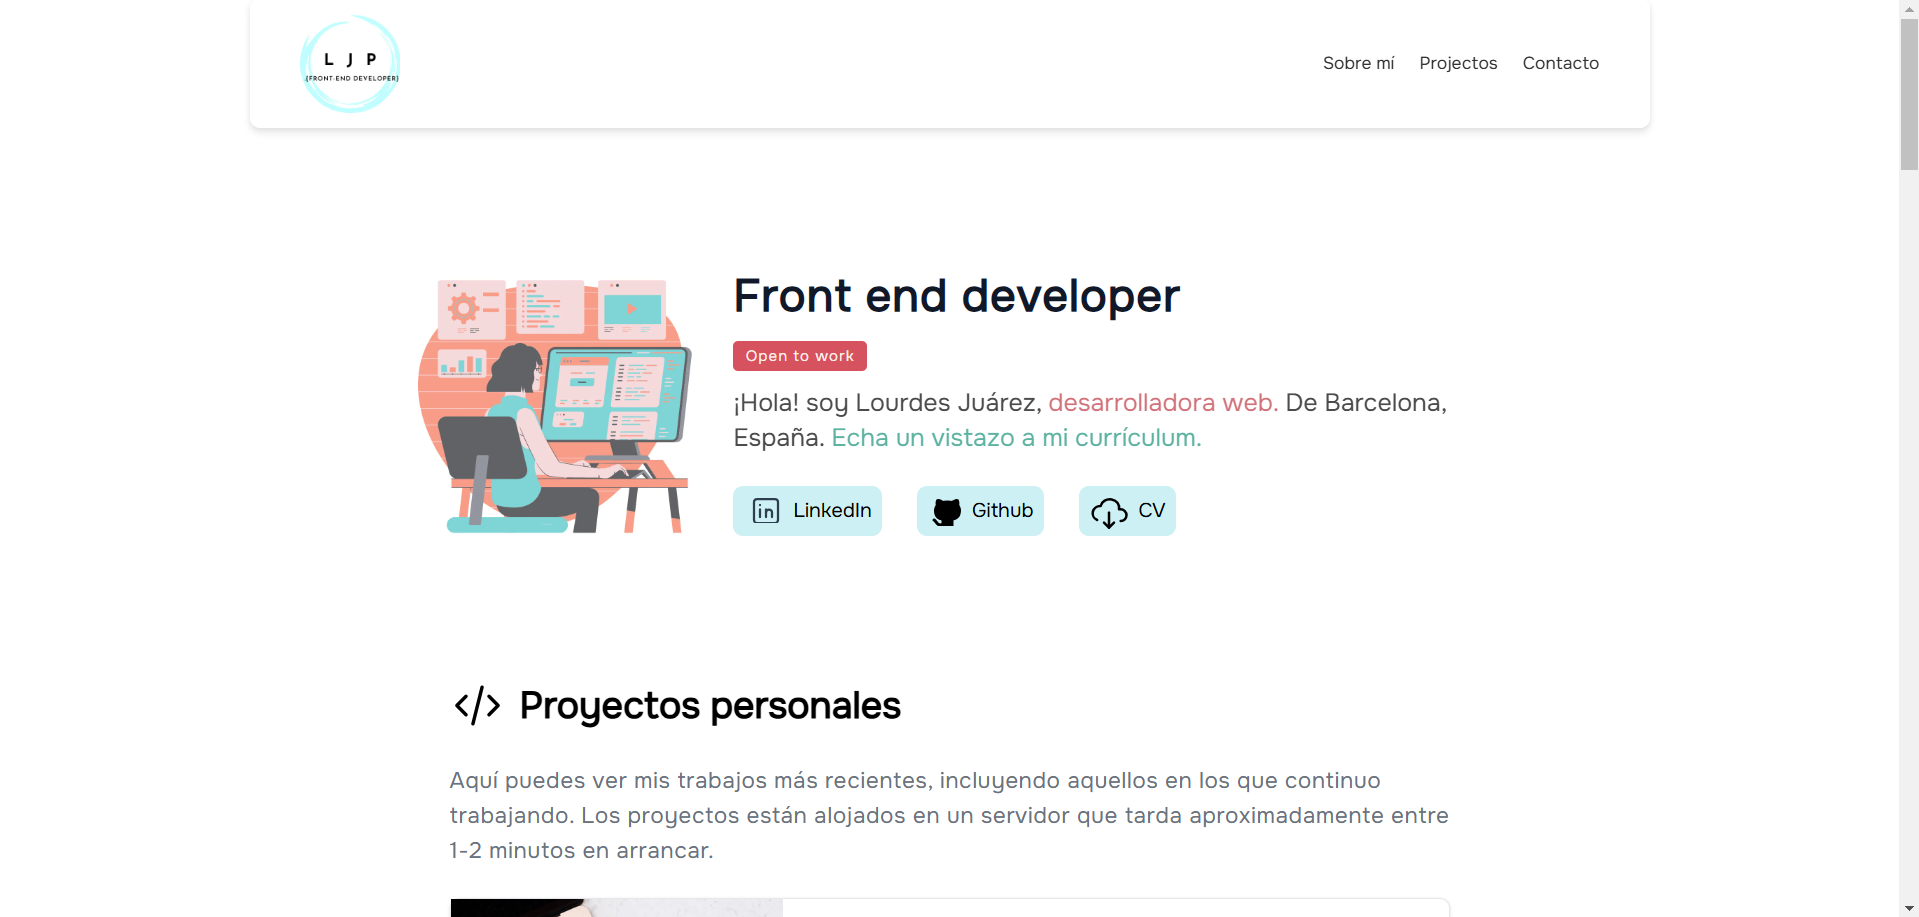 L J P
{FRONT-END DEVELOPER}
Sobre mí
Projectos
Contacto
Front end developer
Open to work
¡Hola! soy Lourdes Juárez, desarrolladora web. De Barcelona,
España. Echa un vistazo a mi currículum.
LinkedIn
Github
CV
</> Proyectos personales
Aquí puedes ver mis trabajos más recientes, incluyendo aquellos en los que continuo
trabajando. Los proyectos están alojados en un servidor que tarda aproximadamente entre
1-2 minutos en arrancar.